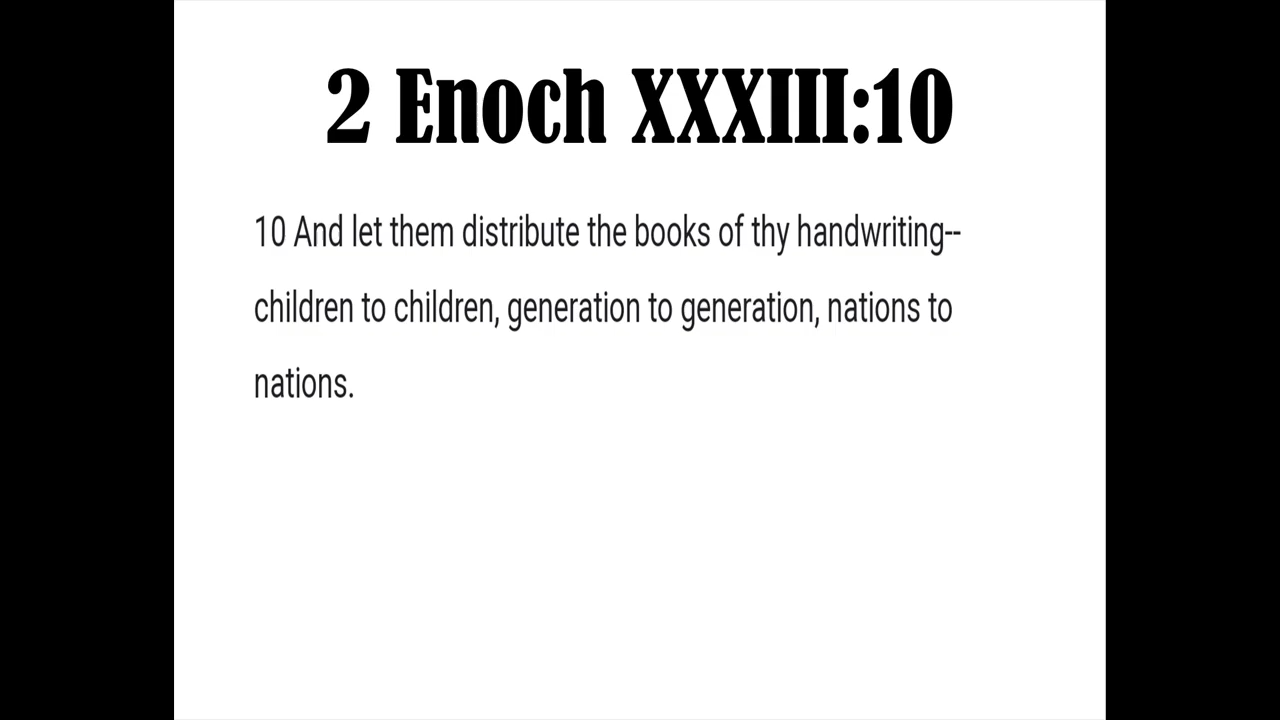 2 Enoch XXXIII:10
10 And let them distribute the books of thy handwriting--
children to children, generation to generation, nations to
nations.